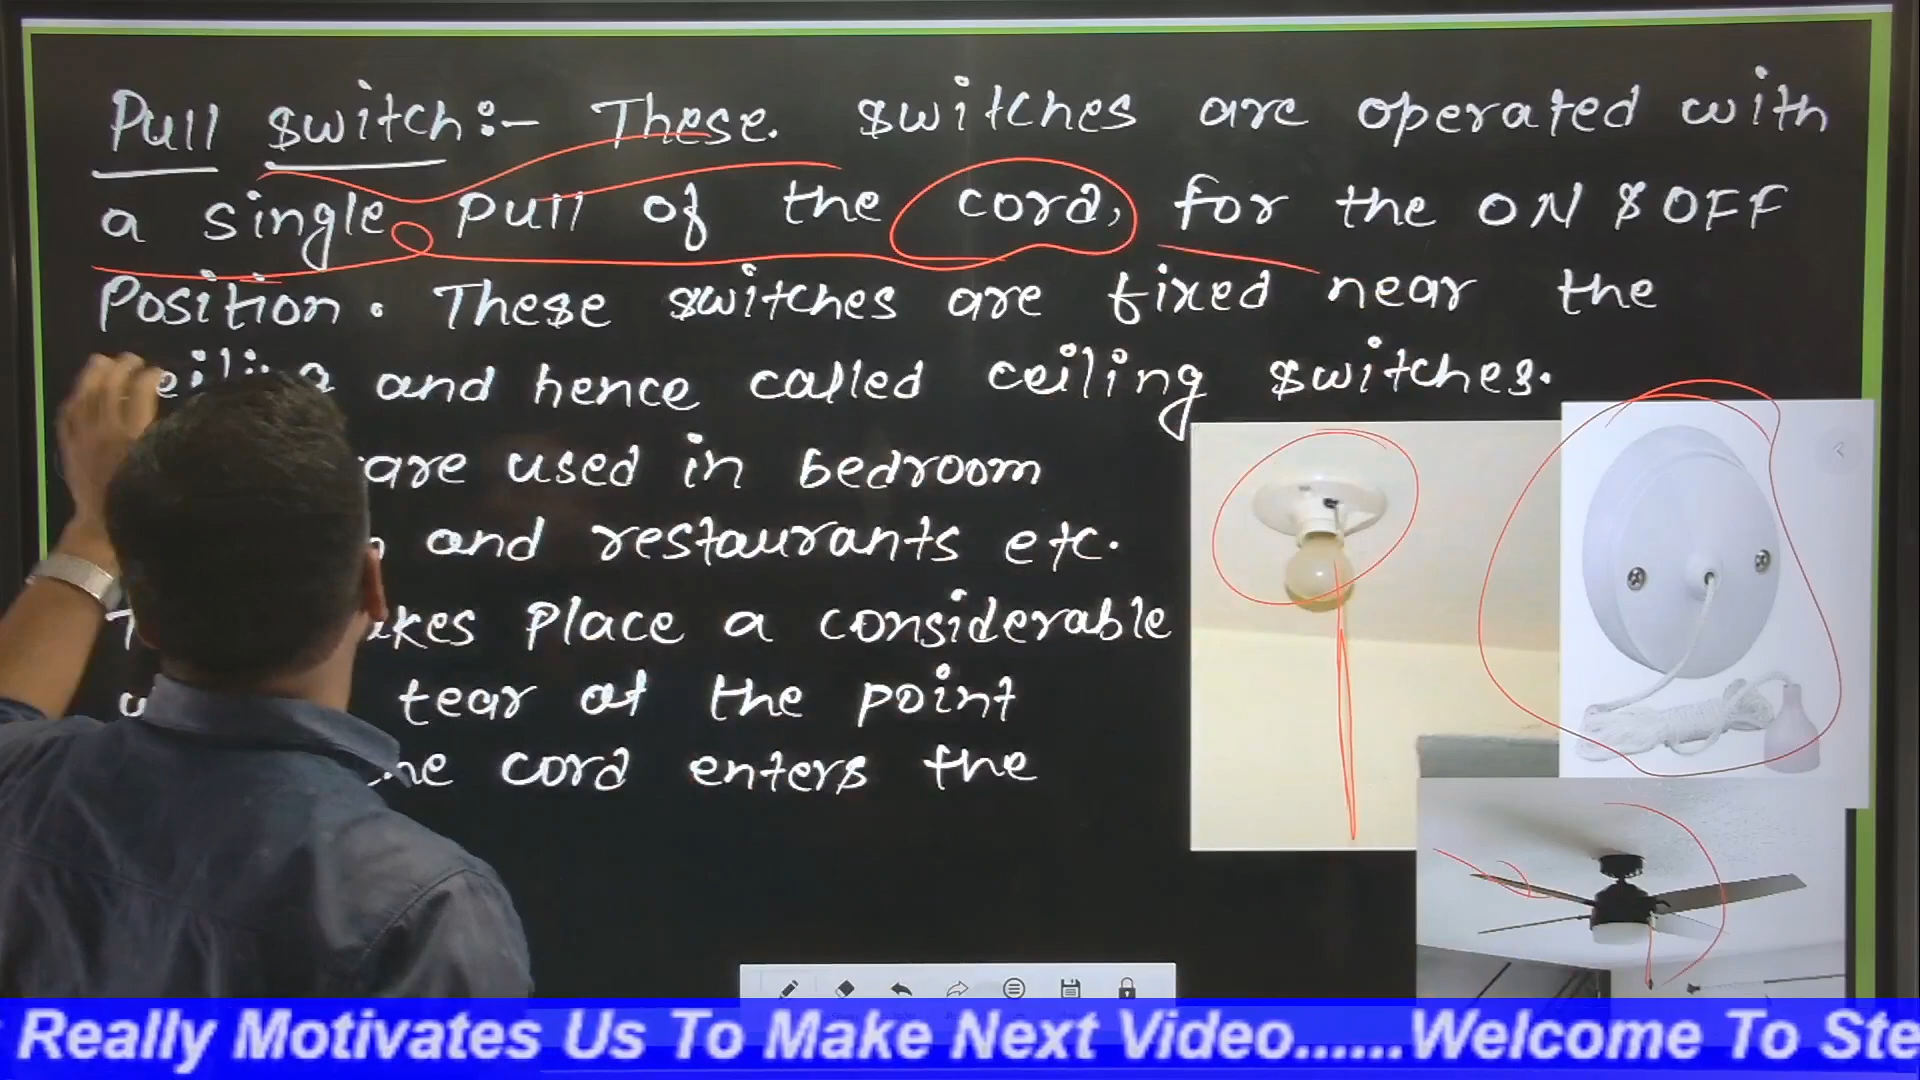 Pull switch:- These switches are operated with
a single pull of the cord, for the ON & OFF
Position. These switches are fixed near the
and hence called ceiling switches.
are used in bedroom
and restaurants etc.
Place a considerable
tear at the point
cord enters the
Really Motivates Us To Make Next Video......Welcome To